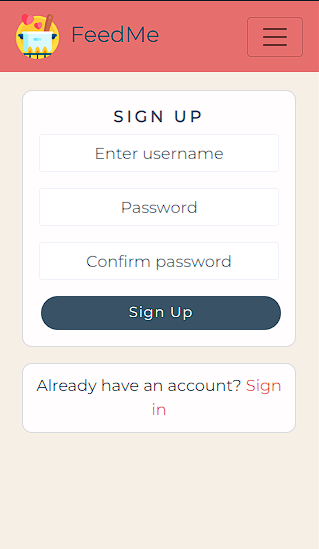 FeedMe
SIGN UP
Enter username
Password
Confirm password
Sign Up
Already have an account? Sign
in